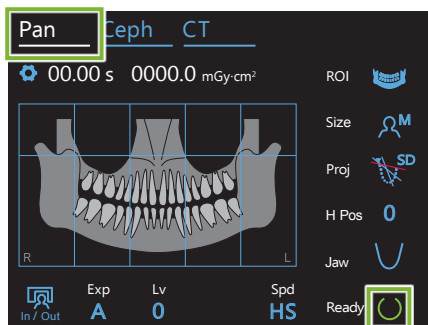 Pan Ceph CT
00.00 s 0000.0 mGy·cm²
ROI
Size M
Proj SD
H Pos 0
R L
Jaw
In / Out
Exp A
Lv 0
Spd HS
Ready